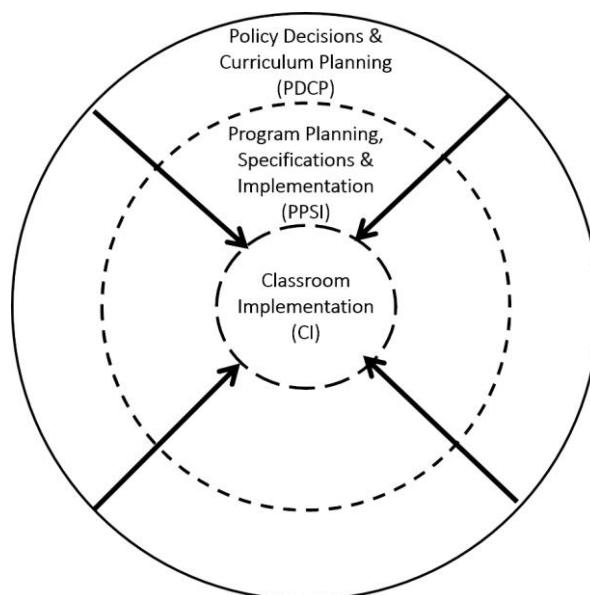 Policy Decisions &
Curriculum Planning
(PDCP)
Program Planning,
Specifications &
Implementation
(PPSI)
Classroom
Implementation
(CI)